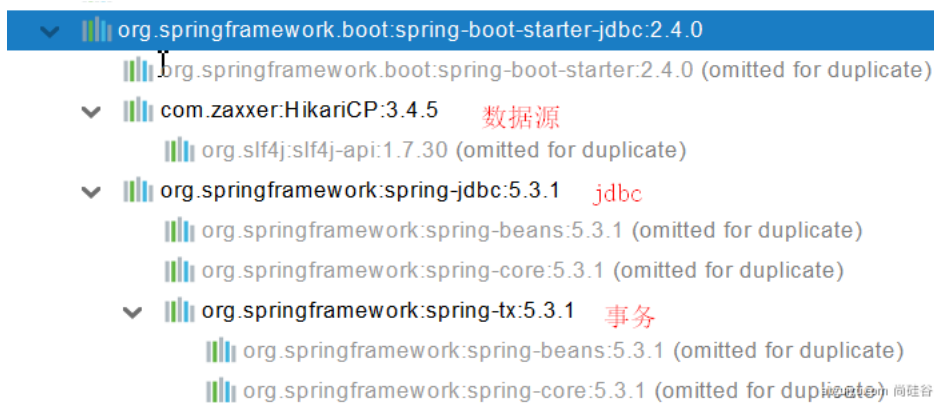 org.springframework.boot:spring-boot-starter-jdbc:2.4.0
org.springframework.boot:spring-boot-starter:2.4.0 (omitted for duplicate)
com.zaxxer:HikariCP:3.4.5 数据源
org.slf4j:slf4j-api:1.7.30 (omitted for duplicate)
org.springframework:spring-jdbc:5.3.1 jdbc
org.springframework:spring-beans:5.3.1 (omitted for duplicate)
org.springframework:spring-core:5.3.1 (omitted for duplicate)
org.springframework:spring-tx:5.3.1 事务
org.springframework:spring-beans:5.3.1 (omitted for duplicate)
org.springframework:spring-core:5.3.1 (omitted for duplicate) 尚硅谷